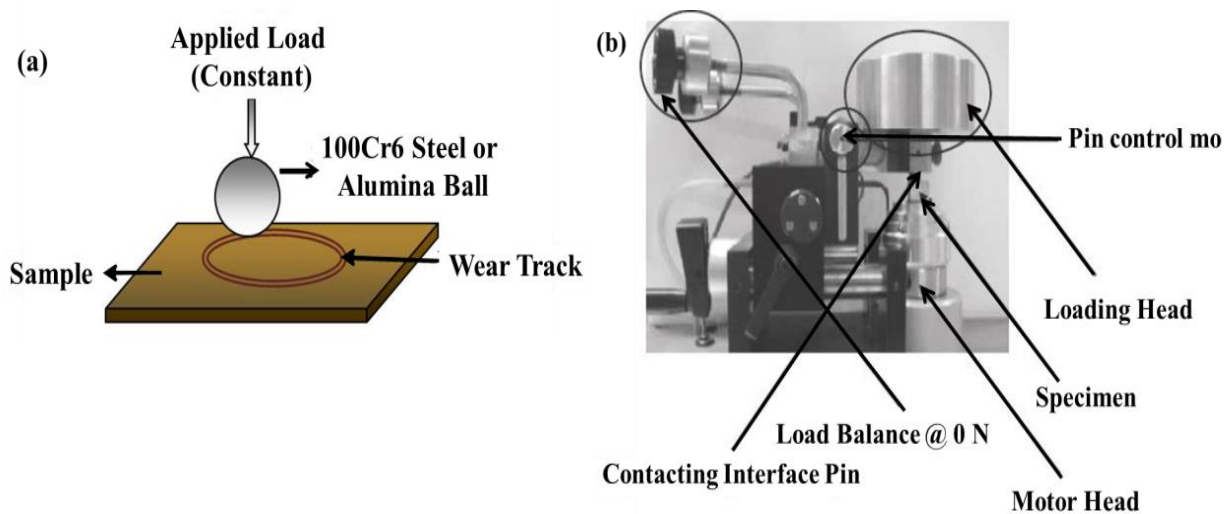 (a)
Applied Load
(Constant)
100Cr6 Steel or
Alumina Ball
Sample
Wear Track
(b)
Pin control mo
Loading Head
Specimen
Load Balance @ 0 N
Contacting Interface Pin
Motor Head